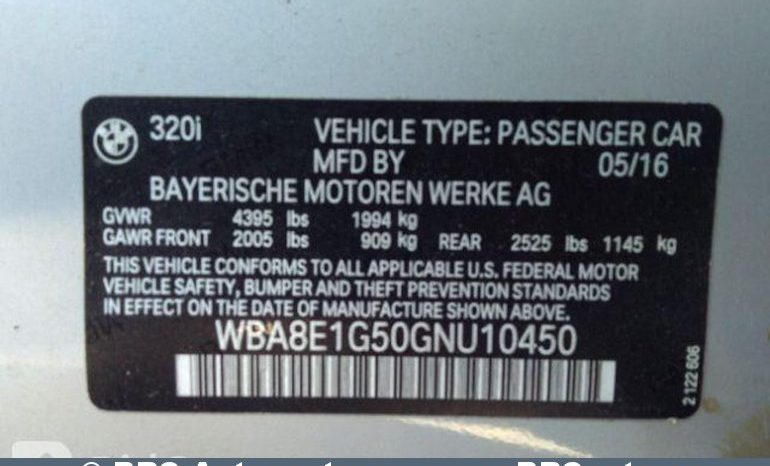 320i VEHICLE TYPE: PASSENGER CAR
MFD BY 05/16
BAYERISCHE MOTOREN WERKE AG
GVWR 4395 lbs 1994 kg
GAWR FRONT 2005 lbs 909 kg REAR 2525 lbs 1145 kg
THIS VEHICLE CONFORMS TO ALL APPLICABLE U.S. FEDERAL MOTOR
VEHICLE SAFETY, BUMPER AND THEFT PREVENTION STANDARDS
IN EFFECT ON THE DATE OF MANUFACTURE SHOWN ABOVE.
WBA8E1G50GNU10450
2 122 606